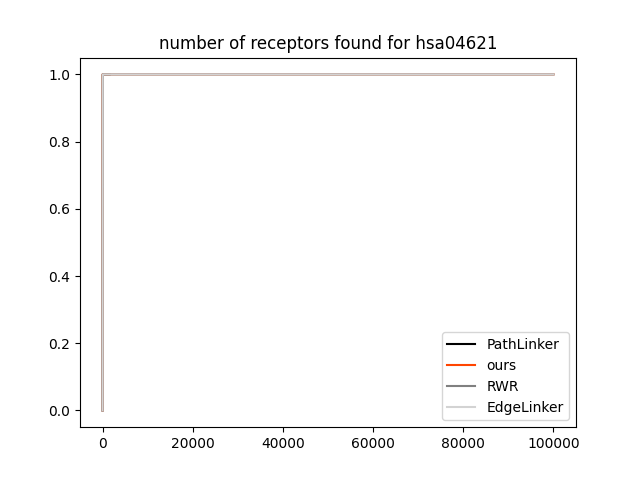 number of receptors found for hsa04621
1.0
0.8
0.6
0.4
0.2
0.0
PathLinker
ours
RWR
EdgeLinker
0 20000 40000 60000 80000 100000